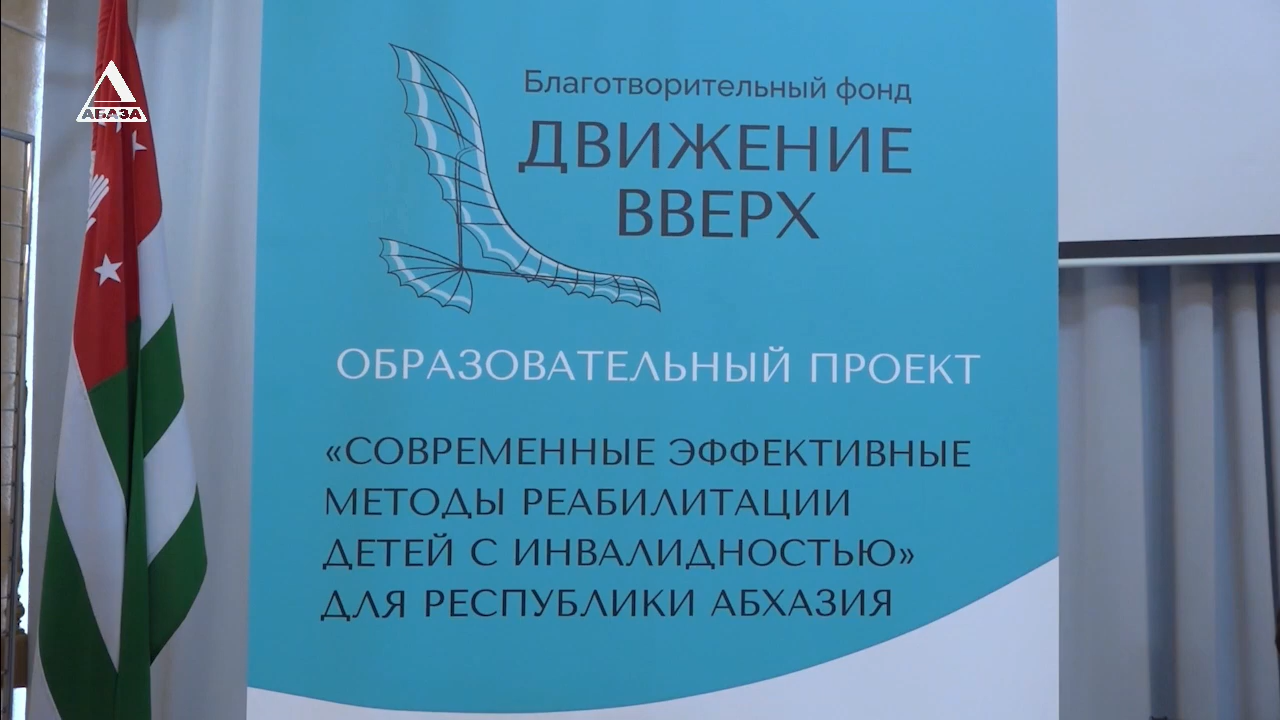 АБАЗА
Благотворительный фонд
ДВИЖЕНИЕ
ВВЕРХ
ОБРАЗОВАТЕЛЬНЫЙ ПРОЕКТ
«СОВРЕМЕННЫЕ ЭФФЕКТИВНЫЕ
МЕТОДЫ РЕАБИЛИТАЦИИ
ДЕТЕЙ С ИНВАЛИДНОСТЬЮ»
ДЛЯ РЕСПУБЛИКИ АБХАЗИЯ